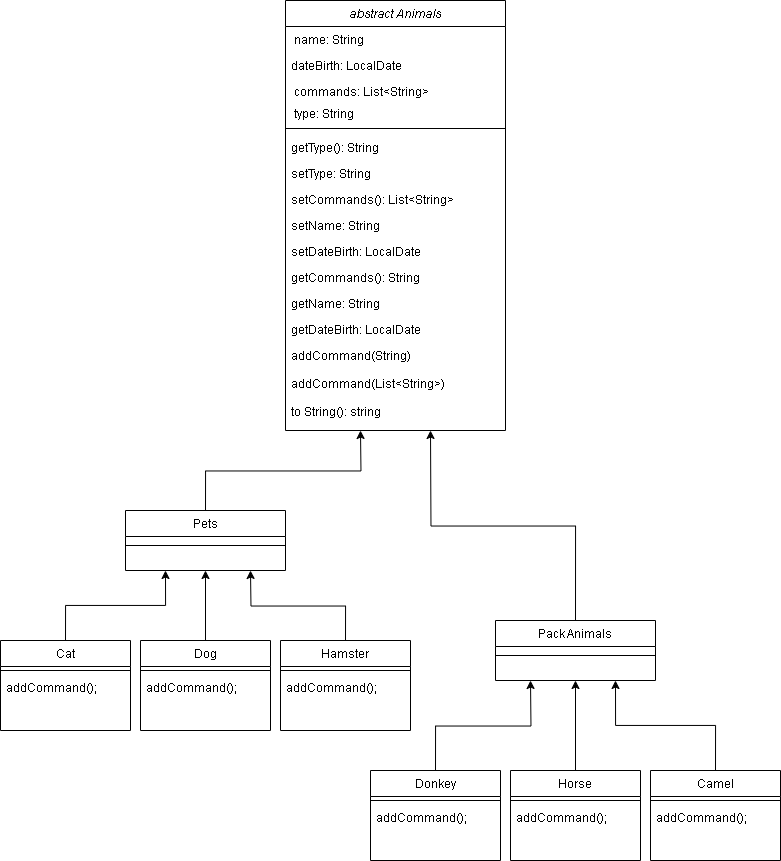 abstract Animals
name: String
dateBirth: LocalDate
commands: List<String>
type: String
getType(): String
setType: String
setCommands(): List<String>
setName: String
setDateBirth: LocalDate
getCommands(): String
getName: String
getDateBirth: LocalDate
addCommand(String)
addCommand(List<String>)
to String(): string
Pets
Cat
addCommand();
Dog
addCommand();
Hamster
addCommand();
PackAnimals
Donkey
addCommand();
Horse
addCommand();
Camel
addCommand();